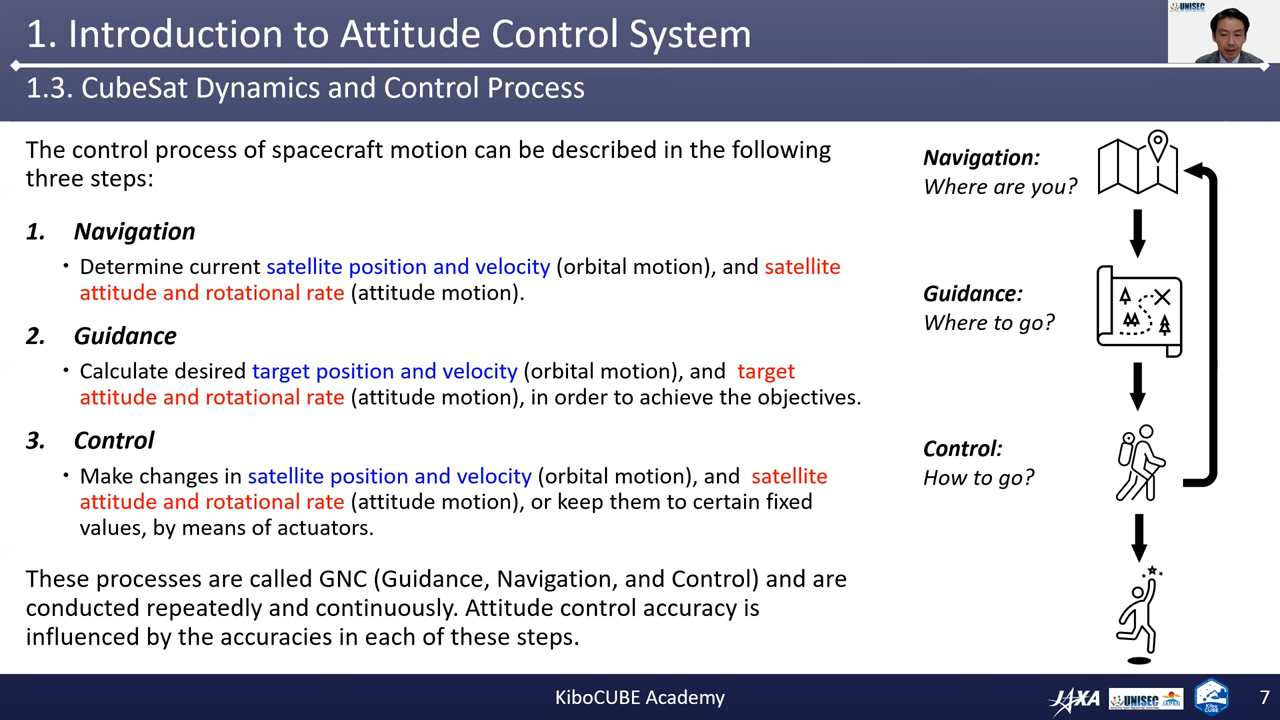 1. Introduction to Attitude Control System
UNISEC
1.3. CubeSat Dynamics and Control Process
The control process of spacecraft motion can be described in the following
three steps:
1. Navigation
・Determine current satellite position and velocity (orbital motion), and satellite
attitude and rotational rate (attitude motion).
2. Guidance
・Calculate desired target position and velocity (orbital motion), and target
attitude and rotational rate (attitude motion), in order to achieve the objectives.
3. Control
・Make changes in satellite position and velocity (orbital motion), and satellite
attitude and rotational rate (attitude motion), or keep them to certain fixed
values, by means of actuators.
These processes are called GNC (Guidance, Navigation, and Control) and are
conducted repeatedly and continuously. Attitude control accuracy is
influenced by the accuracies in each of these steps.
Navigation:
Where are you?
Guidance:
Where to go?
Control:
How to go?
KiboCUBE Academy
JAXA
UNISEC
JAPAN
Kibo
CUBE
7